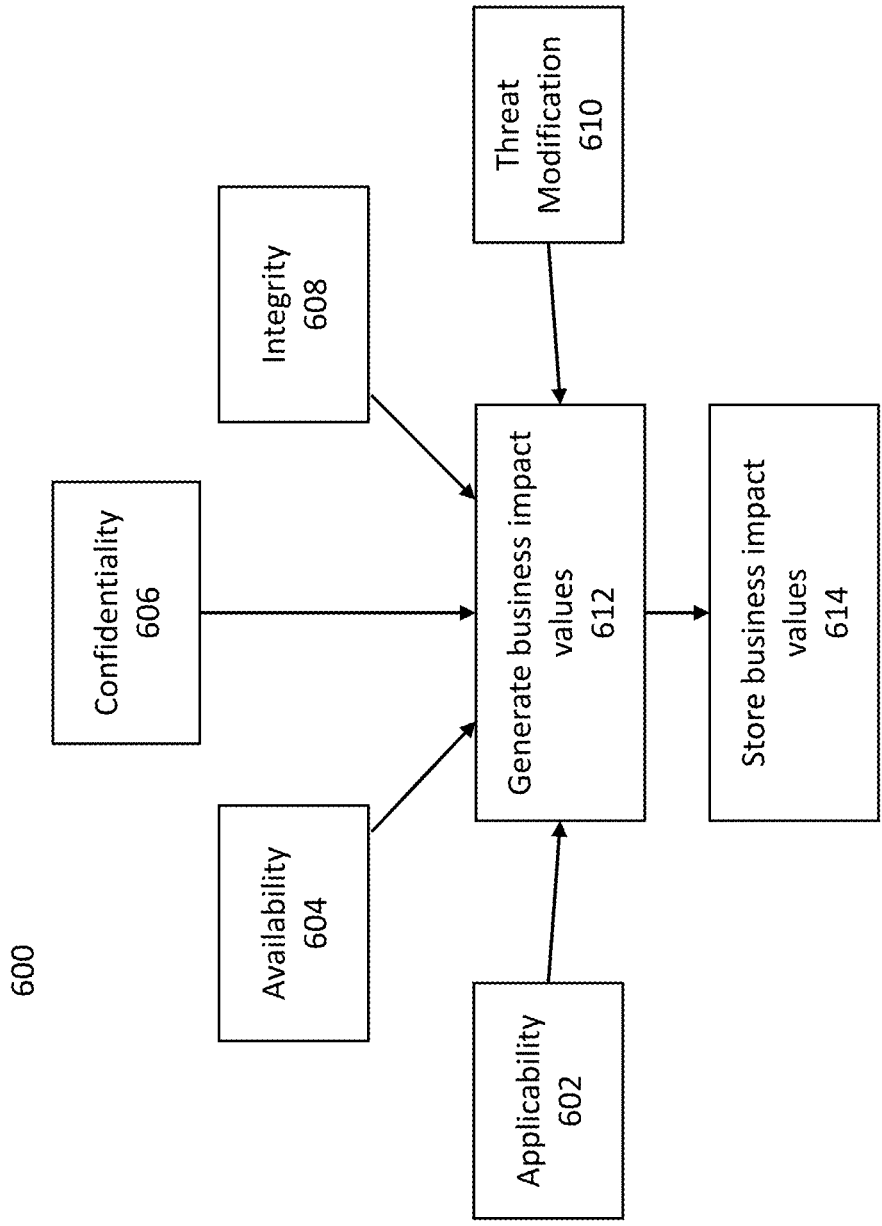 600
Confidentiality
606
Availability
604
Integrity
608
Applicability
602
Generate business impact
values
612
Threat
Modification
610
Store business impact
values
614